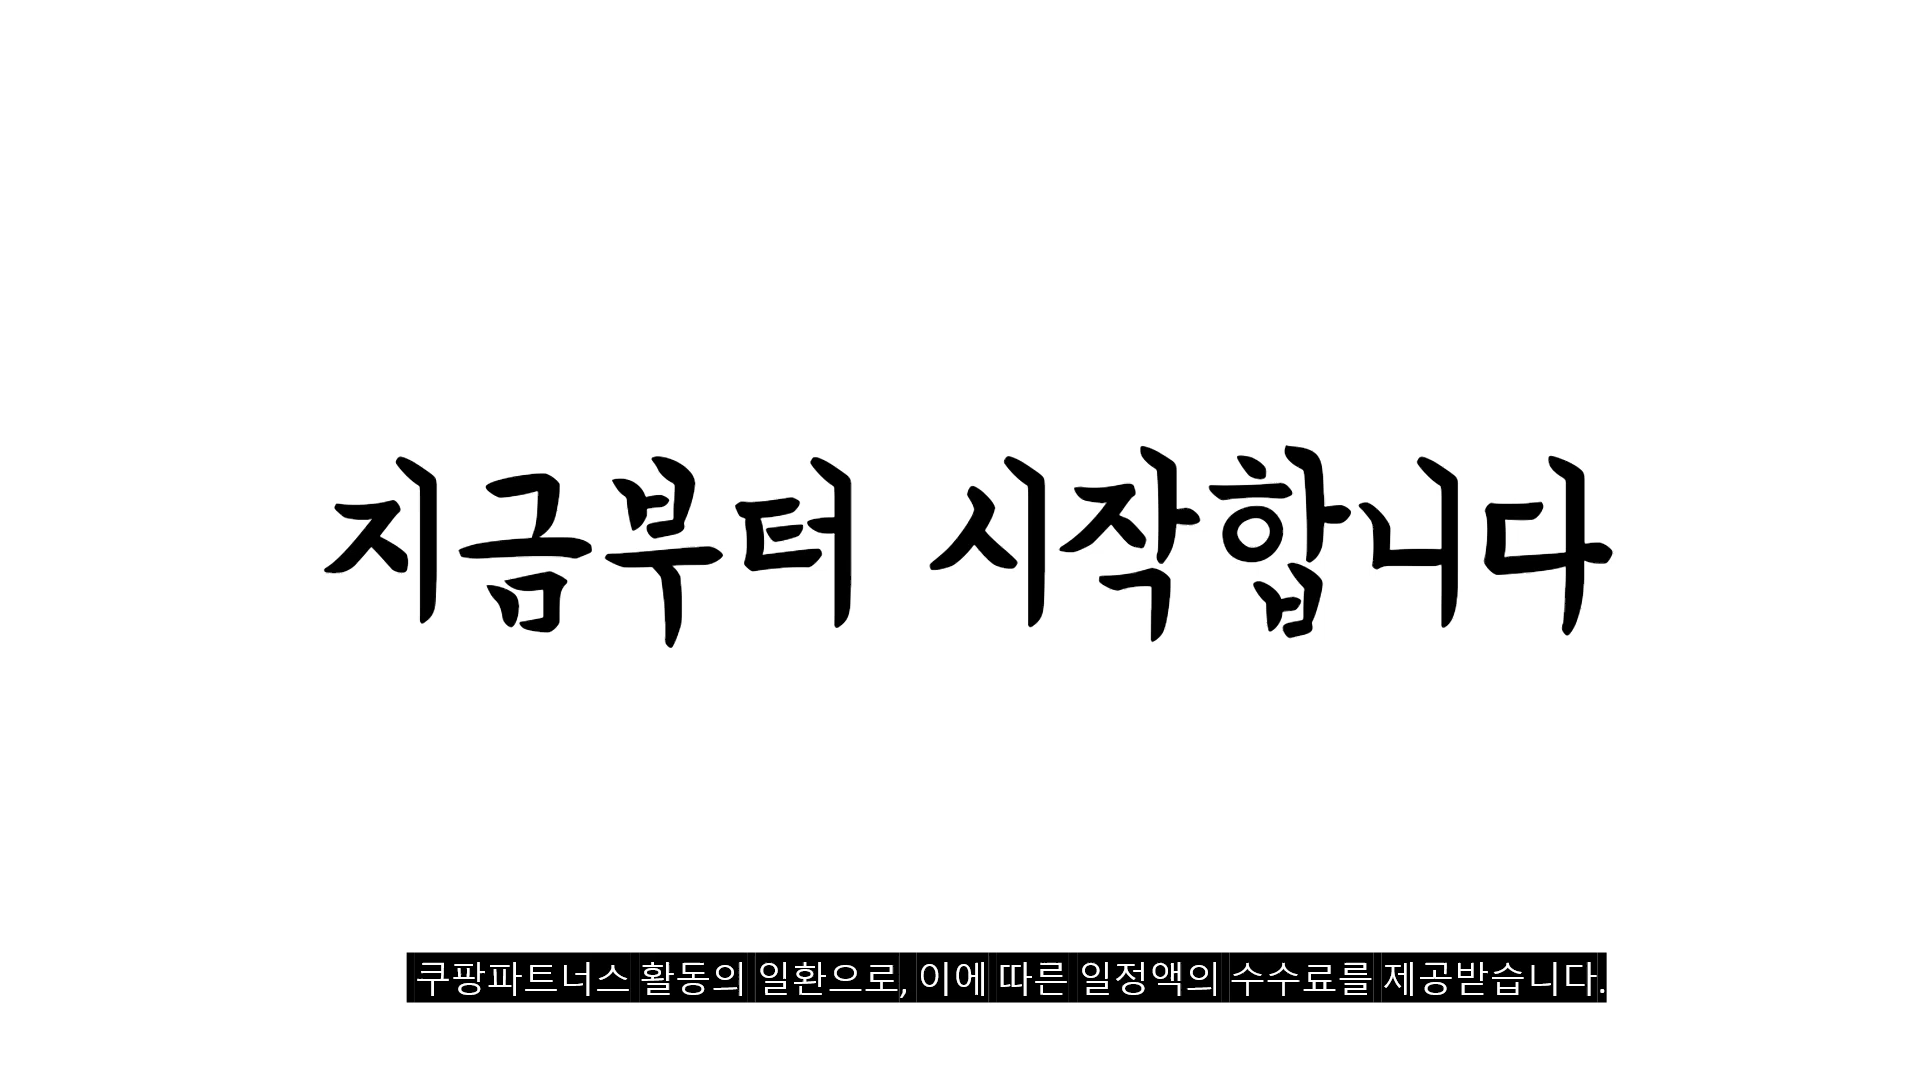 지금부터 시작합니다
쿠팡파트너스 활동의 일환으로, 이에 따른 일정액의 수수료를 제공받습니다.